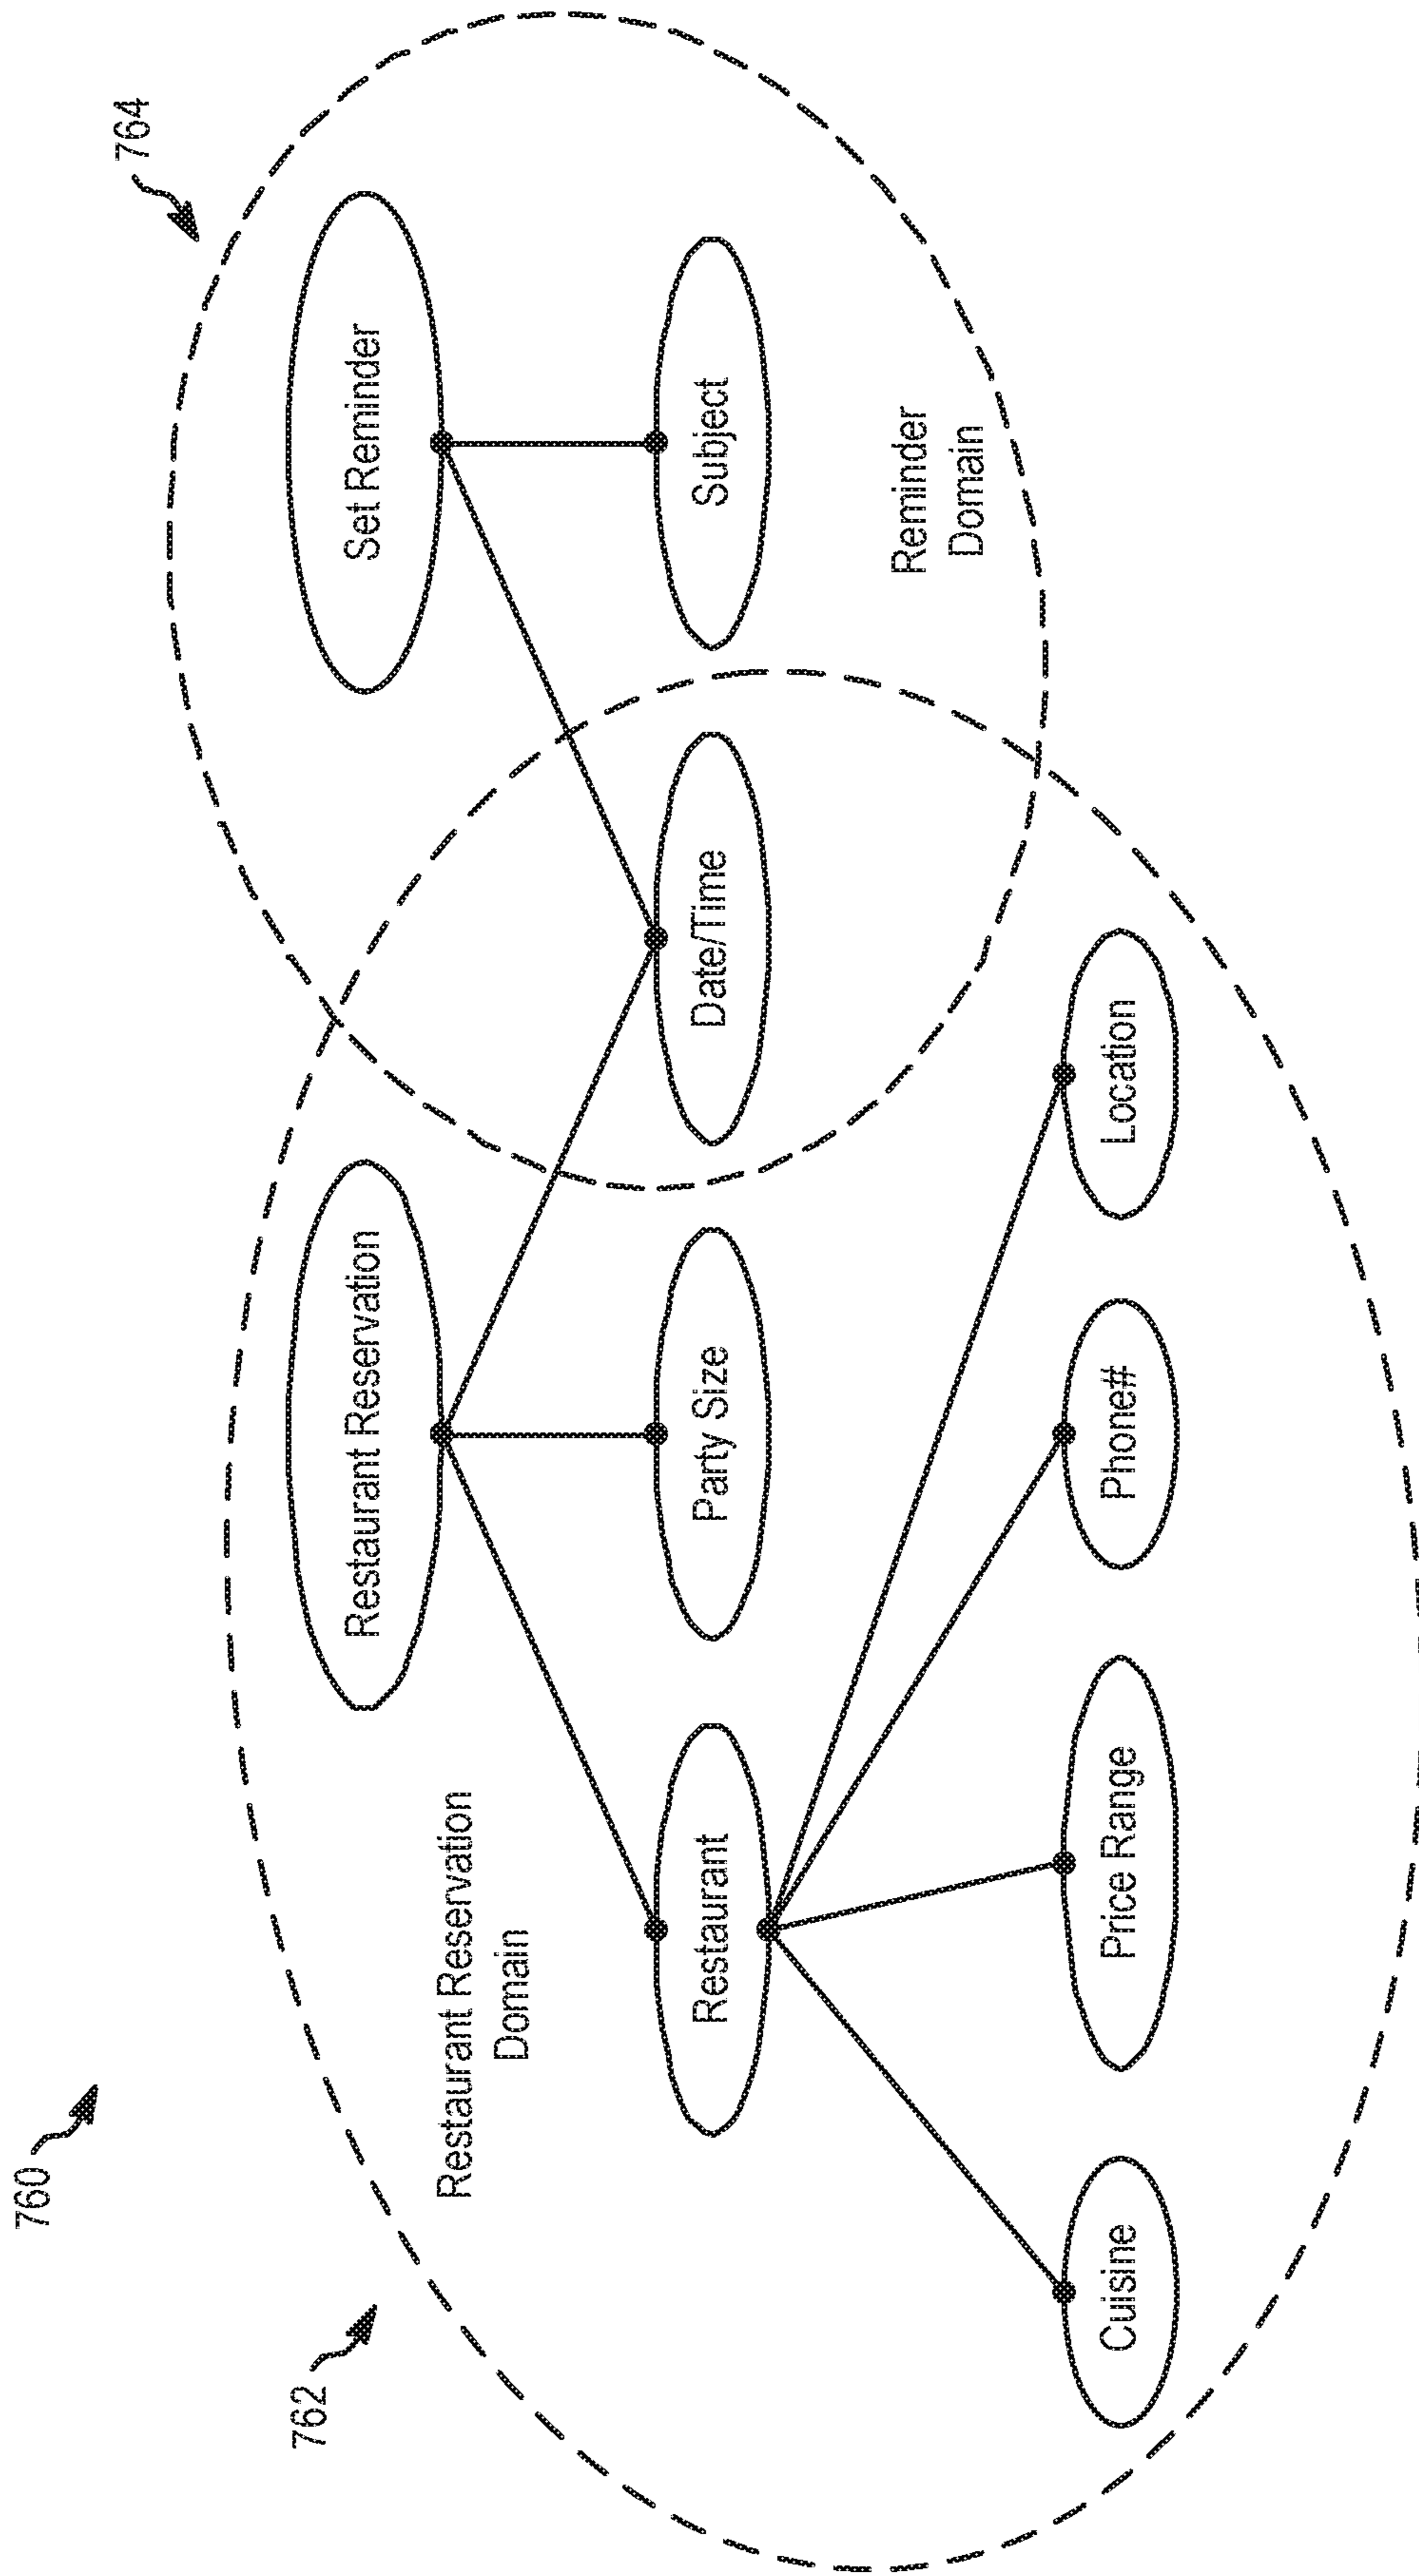 760
762
764
Restaurant Reservation
Set Reminder
Restaurant Reservation
Domain
Restaurant
Party Size
Date/Time
Subject
Reminder
Domain
Cuisine
Price Range
Phone#
Location